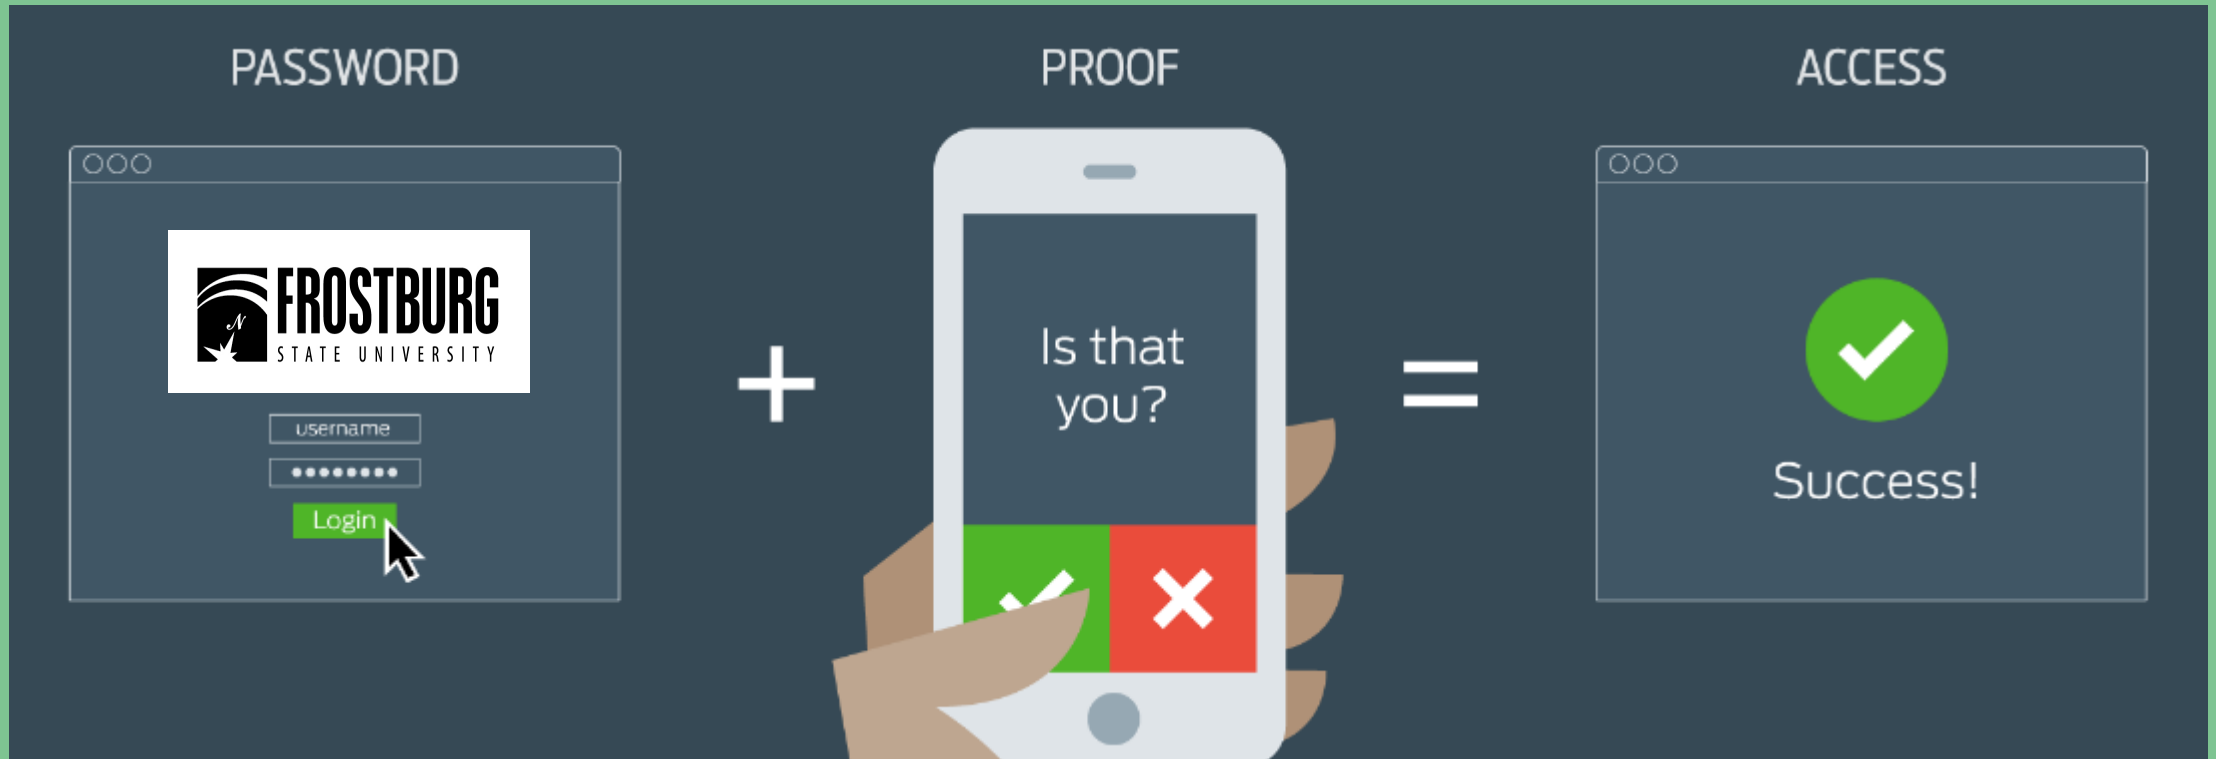 PASSWORD
PROOF
ACCESS
N
FROSTBURG
STATE UNIVERSITY
username
Login
Is that
you?
Success!